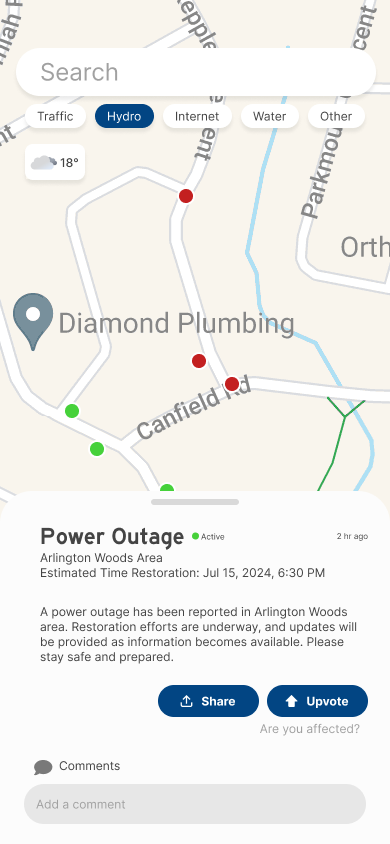 Search
Traffic
Hydro
Internet
Water
Other
18°
Parkmou
cent
Orth
Diamond Plumbing
Canfield Rd
Power Outage
Active
2 hr ago
Arlington Woods Area
Estimated Time Restoration: Jul 15, 2024, 6:30 PM
A power outage has been reported in Arlington Woods
area. Restoration efforts are underway, and updates will
be provided as information becomes available. Please
stay safe and prepared.
Share
Upvote
Are you affected?
Comments
Add a comment